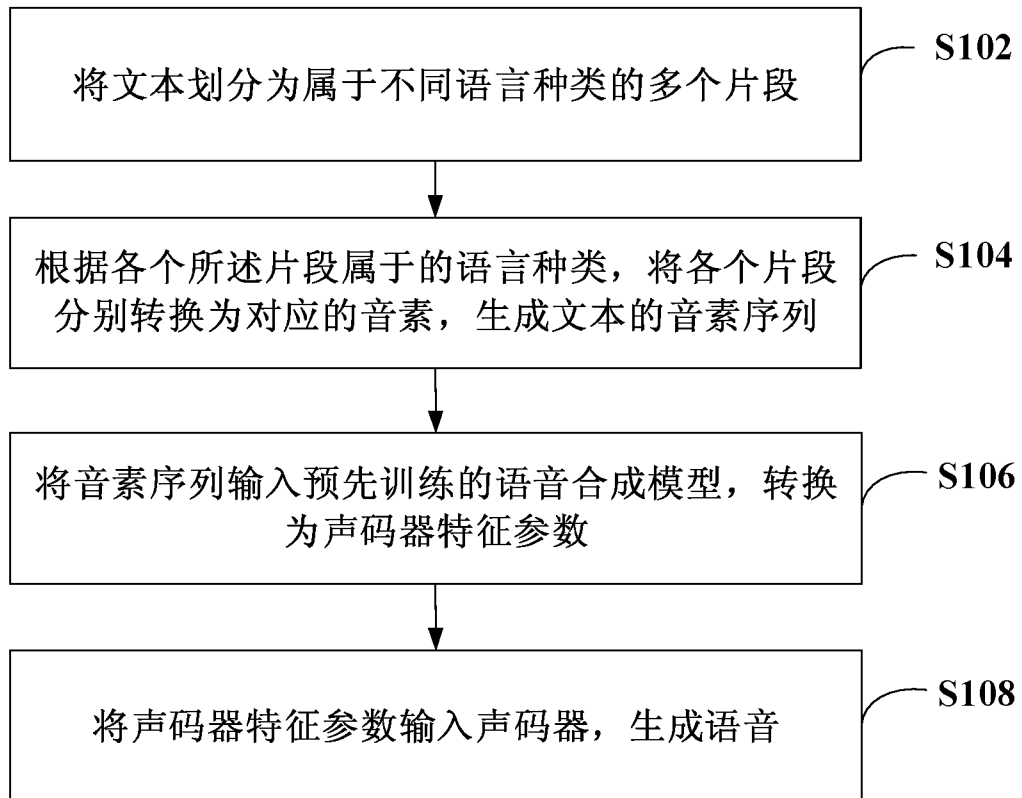 将文本划分为属于不同语言种类的多个片段
S102
根据各个所述片段属于的语言种类，将各个片段
分别转换为对应的音素，生成文本的音素序列
S104
将音素序列输入预先训练的语音合成模型，转换
为声码器特征参数
S106
将声码器特征参数输入声码器，生成语音
S108